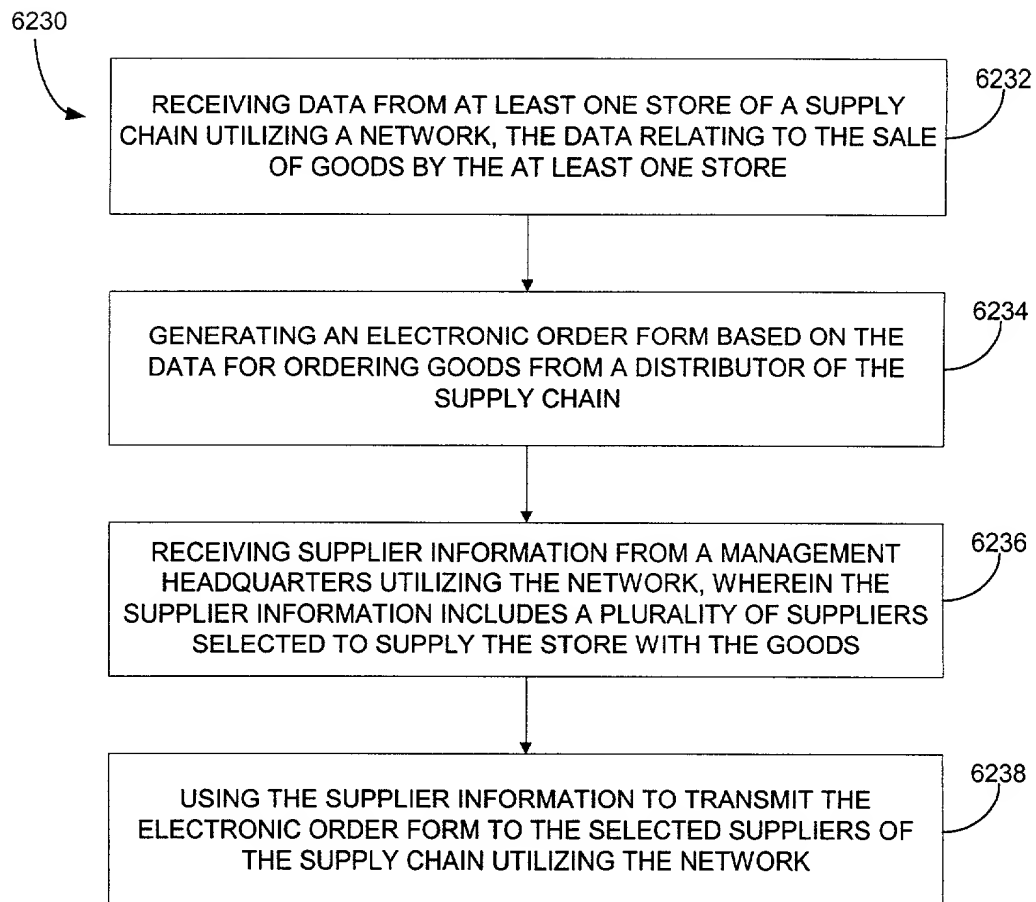 6230
RECEIVING DATA FROM AT LEAST ONE STORE OF A SUPPLY
CHAIN UTILIZING A NETWORK, THE DATA RELATING TO THE SALE
OF GOODS BY THE AT LEAST ONE STORE
6232
GENERATING AN ELECTRONIC ORDER FORM BASED ON THE
DATA FOR ORDERING GOODS FROM A DISTRIBUTOR OF THE
SUPPLY CHAIN
6234
RECEIVING SUPPLIER INFORMATION FROM A MANAGEMENT
HEADQUARTERS UTILIZING THE NETWORK, WHEREIN THE
SUPPLIER INFORMATION INCLUDES A PLURALITY OF SUPPLIERS
SELECTED TO SUPPLY THE STORE WITH THE GOODS
6236
USING THE SUPPLIER INFORMATION TO TRANSMIT THE
ELECTRONIC ORDER FORM TO THE SELECTED SUPPLIERS OF
THE SUPPLY CHAIN UTILIZING THE NETWORK
6238